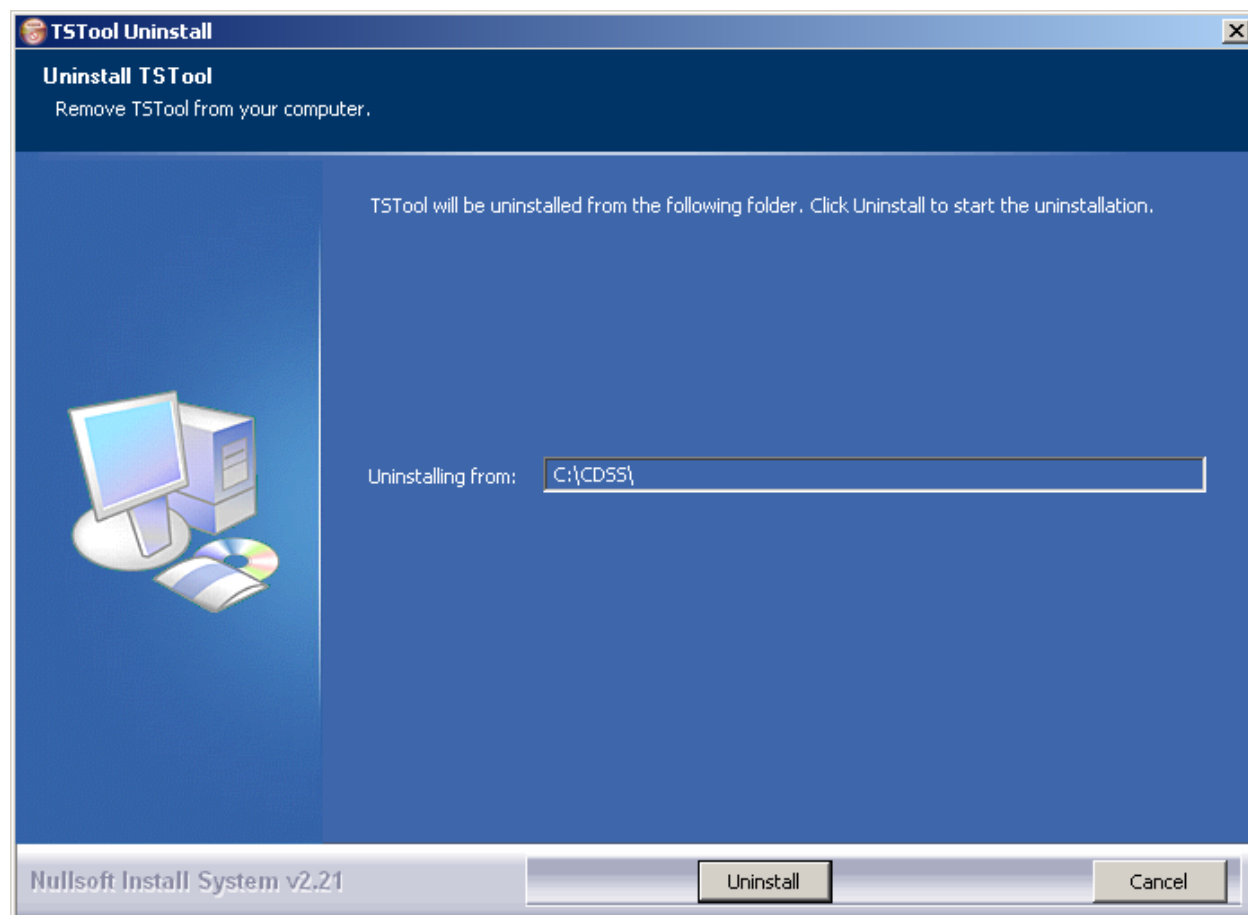 TSTool Uninstall
Uninstall TSTool
Remove TSTool from your computer.
TSTool will be uninstalled from the following folder. Click Uninstall to start the uninstallation.
Uninstalling from: C:\CDSS\
Nullsoft Install System v2.21
Uninstall
Cancel